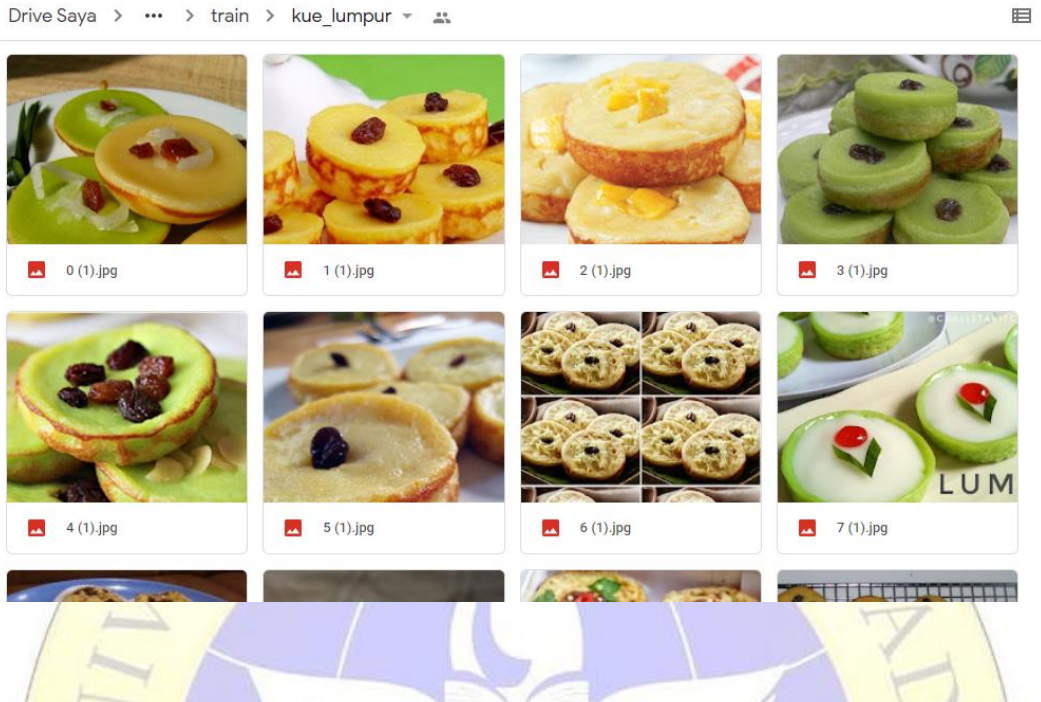 Drive Saya > ... > train > kue_lumpur
0 (1).jpg
1 (1).jpg
2 (1).jpg
3 (1).jpg
LUM
4 (1).jpg
5 (1).jpg
6 (1).jpg
7 (1).jpg
AD